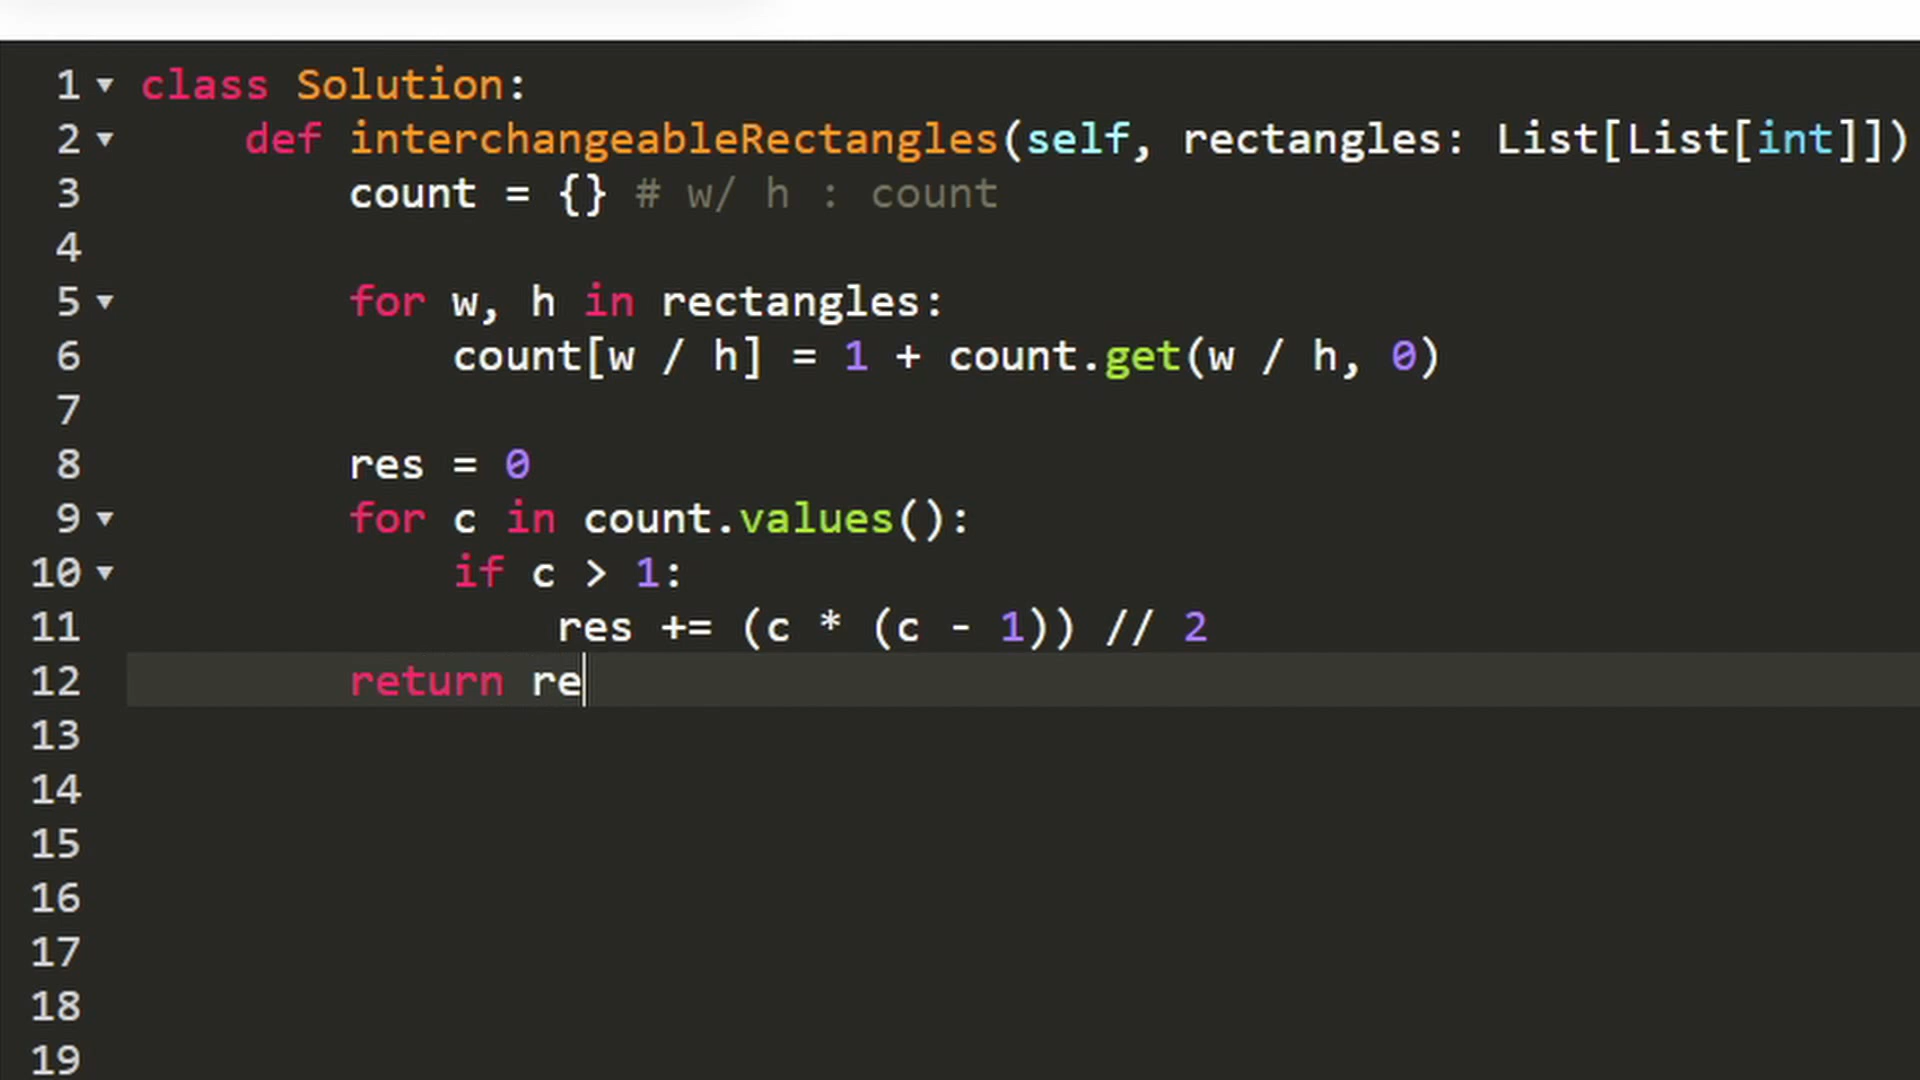 1 class Solution:
2 def interchangeableRectangles(self, rectangles: List[List[int]])
3 count = {} # w/ h : count
4
5 for w, h in rectangles:
6 count[w / h] = 1 + count.get(w / h, 0)
7
8 res = 0
9 for c in count.values():
10 if c > 1:
11 res += (c * (c - 1)) // 2
12 return re
13
14
15
16
17
18
19